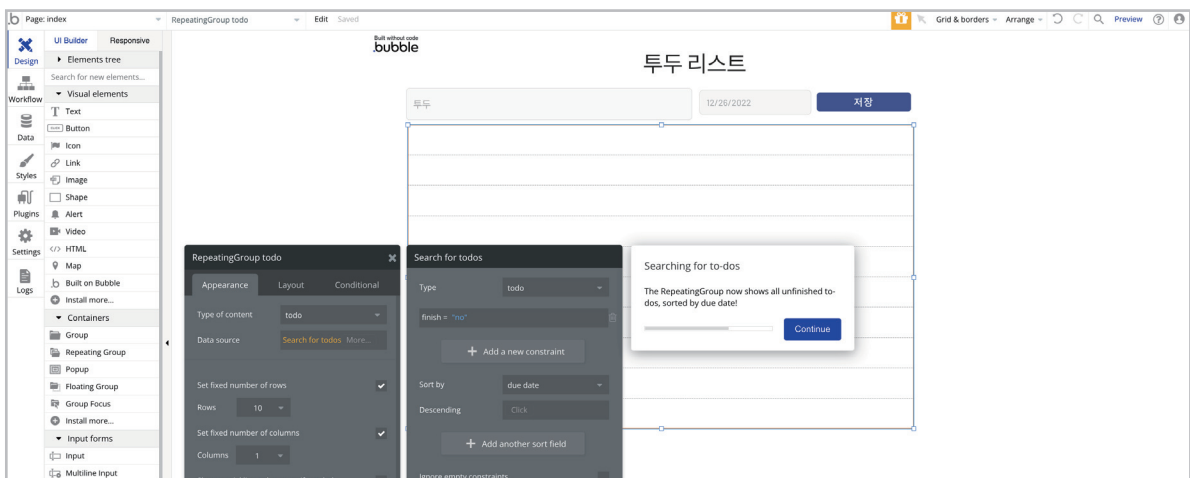 Page: index
RepeatingGroup todo
Edit Saved
Grid & borders
Arrange
Preview
UI Builder
Responsive
Design
Workflow
Data
Styles
Plugins
Settings
Logs
Elements tree
Search for new elements...
Visual elements
Text
Button
Icon
Link
Image
Shape
Alert
Video
HTML
Map
Built on Bubble
Install more...
Containers
Group
Repeating Group
Popup
Floating Group
Group Focus
Install more...
Input forms
Input
Multiline Input
Built without code
.bubble
투두 리스트
투두
12/26/2022
저장
RepeatingGroup todo
Appearance
Layout
Conditional
Type of content
todo
Data source
Search for todos More...
Set fixed number of rows
Rows
10
Set fixed number of columns
Columns
1
Search for todos
Type
todo
finish = "no"
+ Add a new constraint
Sort by
due date
Descending
Click
+ Add another sort field
Ignore empty constraints
Searching for to-dos
The RepeatingGroup now shows all unfinished to-
dos, sorted by due date!
Continue